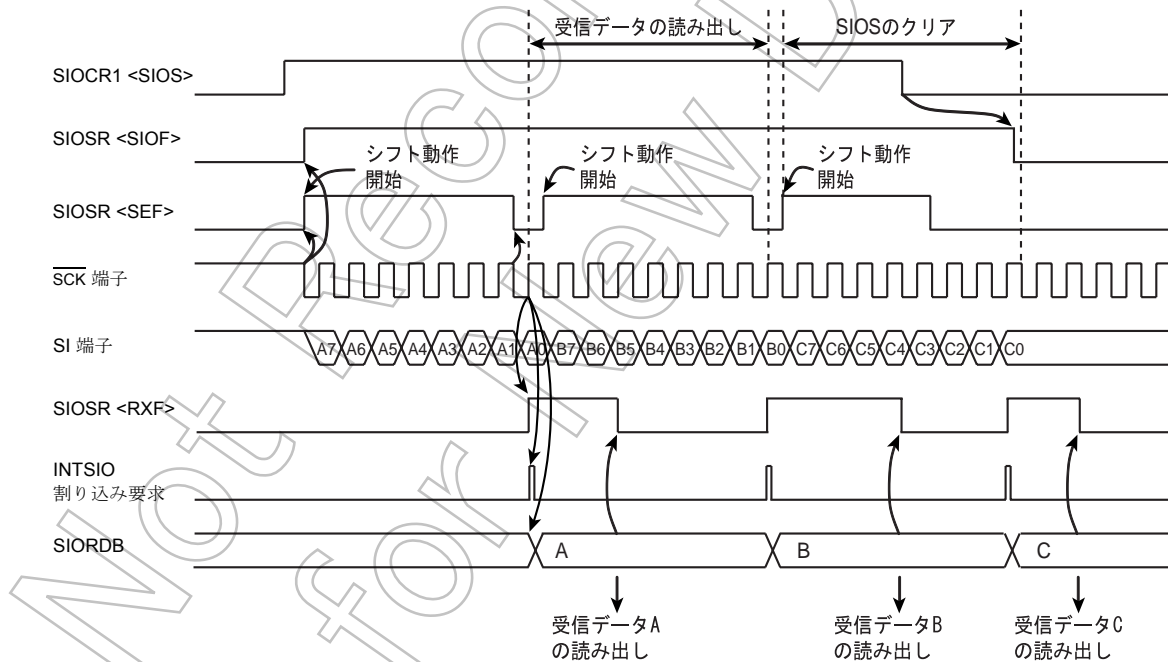 受信データの読み出し
SIOSのクリア
SIOCR1 <SIOS>
SIOSR <SIOF>
シフト動作
開始
シフト動作
開始
シフト動作
開始
SIOSR <SEF>
SCK 端子
SI 端子
A7 A6 A5 A4 A3 A2 A1 A0 B7 B6 B5 B4 B3 B2 B1 B0 C7 C6 C5 C4 C3 C2 C1 C0
SIOSR <RXF>
INTSIO
割り込み要求
SIORDB
A
B
C
受信データA
の読み出し
受信データB
の読み出し
受信データC
の読み出し
Not Recom
for New D